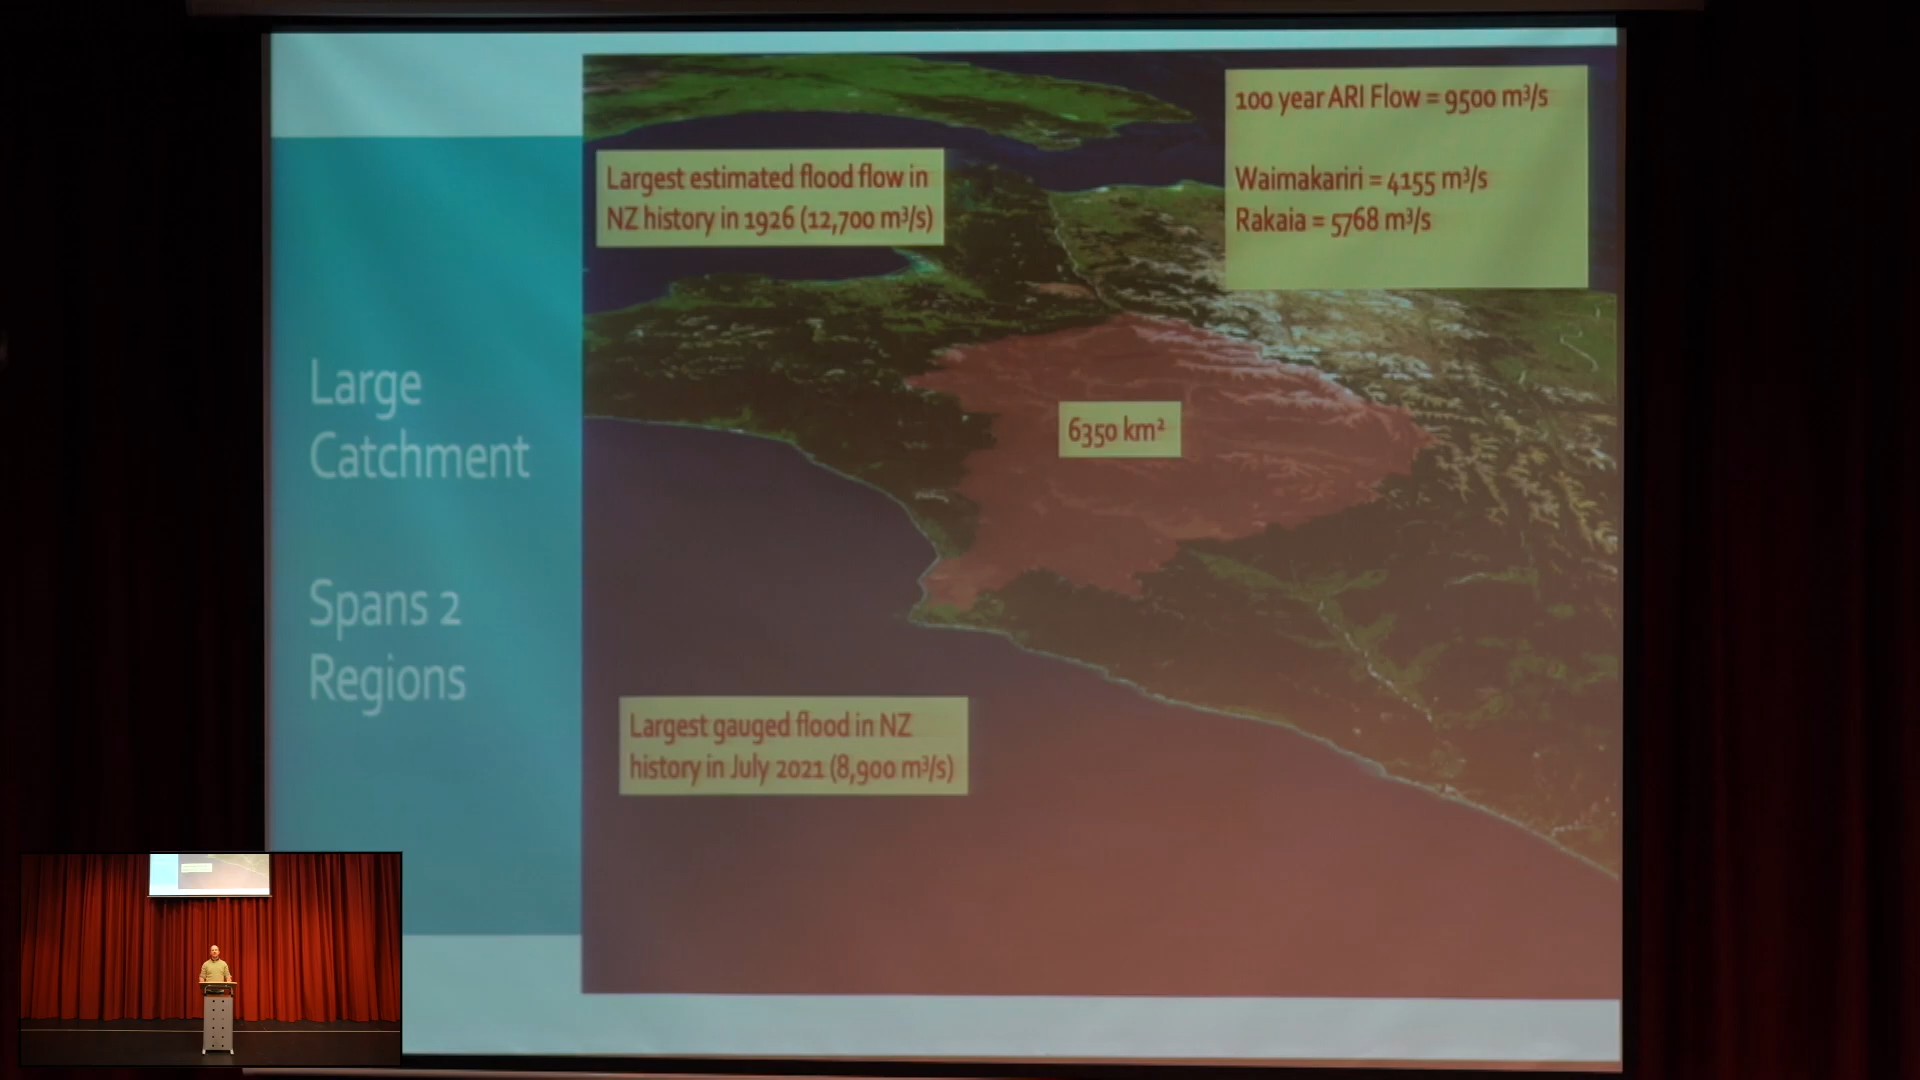 Large
Catchment
Spans 2
Regions
Largest estimated flood flow in
NZ history in 1926 (12,700 m³/s)
100 year ARI Flow = 9500 m³/s
Waimakariri = 4155 m³/s
Rakaia = 5768 m³/s
6350 km²
Largest gauged flood in NZ
history in July 2021 (8,900 m³/s)